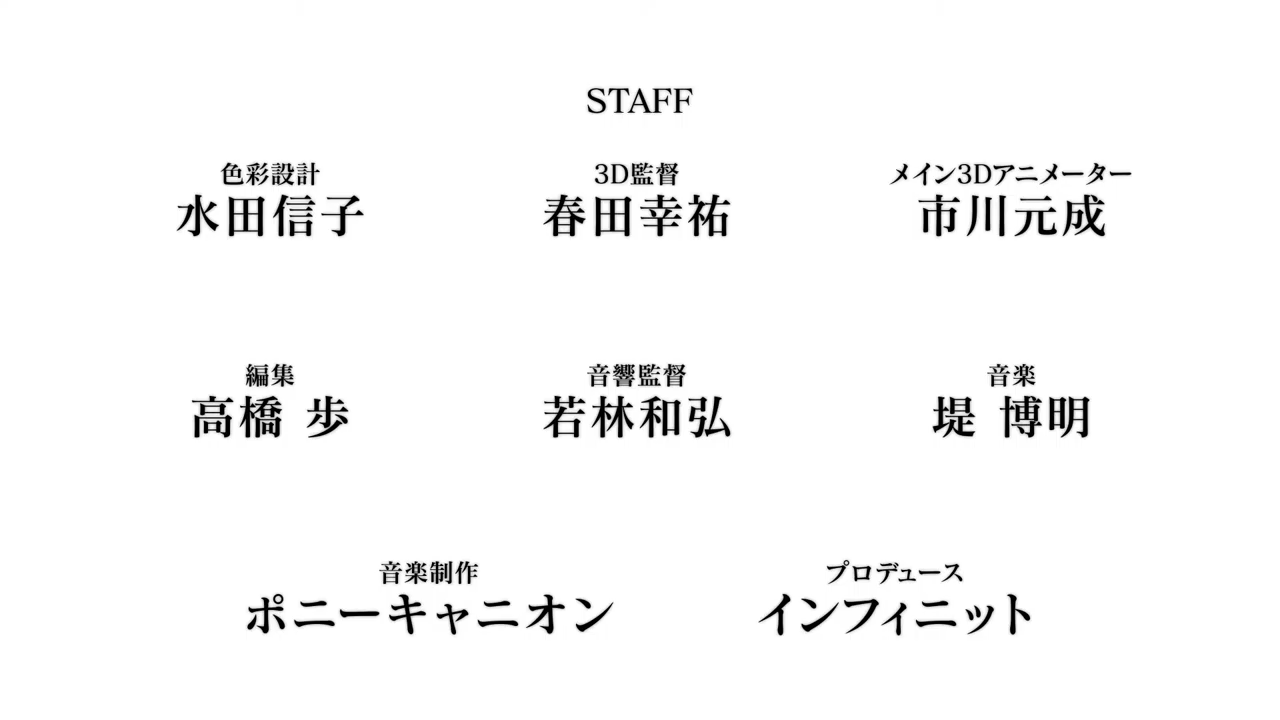 STAFF
色彩設計
水田信子
3D監督
春田幸祐
メイン3Dアニメーター
市川元成
編集
高橋 歩
音響監督
若林和弘
音楽
堤 博明
音楽制作
ポニーキャニオン
プロデュース
インフィニット